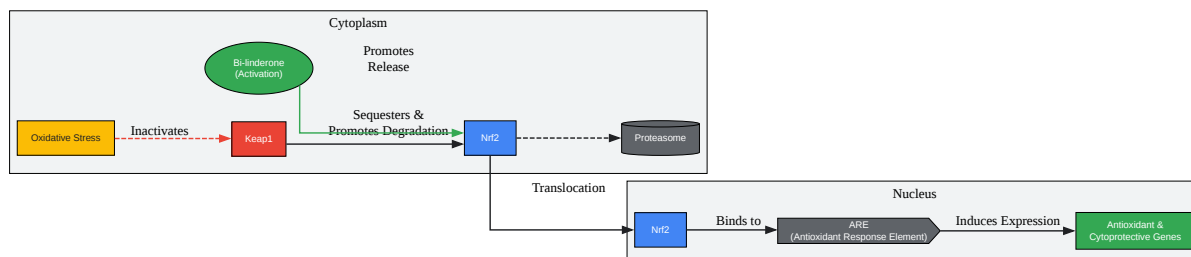 Cytoplasm
Bi-linderone
(Activation)
Promotes
Release
Oxidative Stress
Inactivates
Keap1
Sequesters &
Promotes Degradation
Nrf2
Proteasome
Translocation
Nucleus
Nrf2
Binds to
ARE
(Antioxidant Response Element)
Induces Expression
Antioxidant &
Cytoprotective Genes